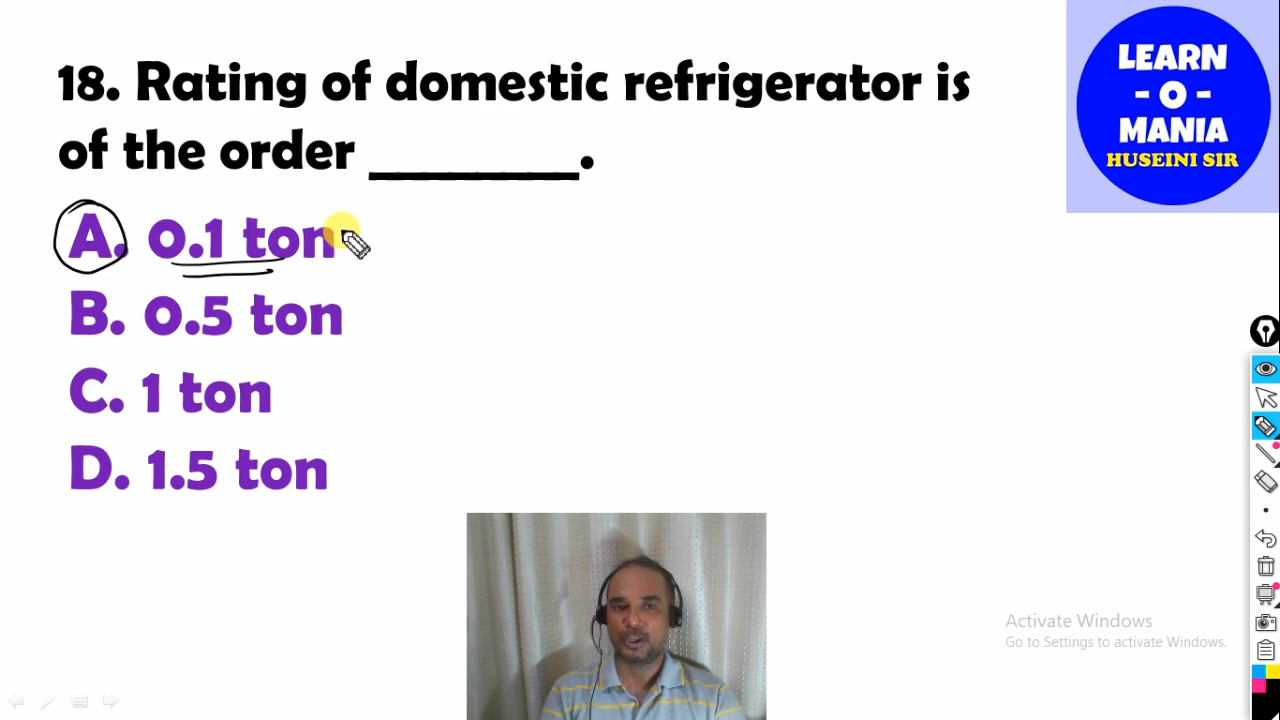 18. Rating of domestic refrigerator is
of the order ________.
A. 0.1 ton
B. 0.5 ton
C. 1 ton
D. 1.5 ton
LEARN
- O -
MANIA
HUSEINI SIR
Activate Windows
Go to Settings to activate Windows.